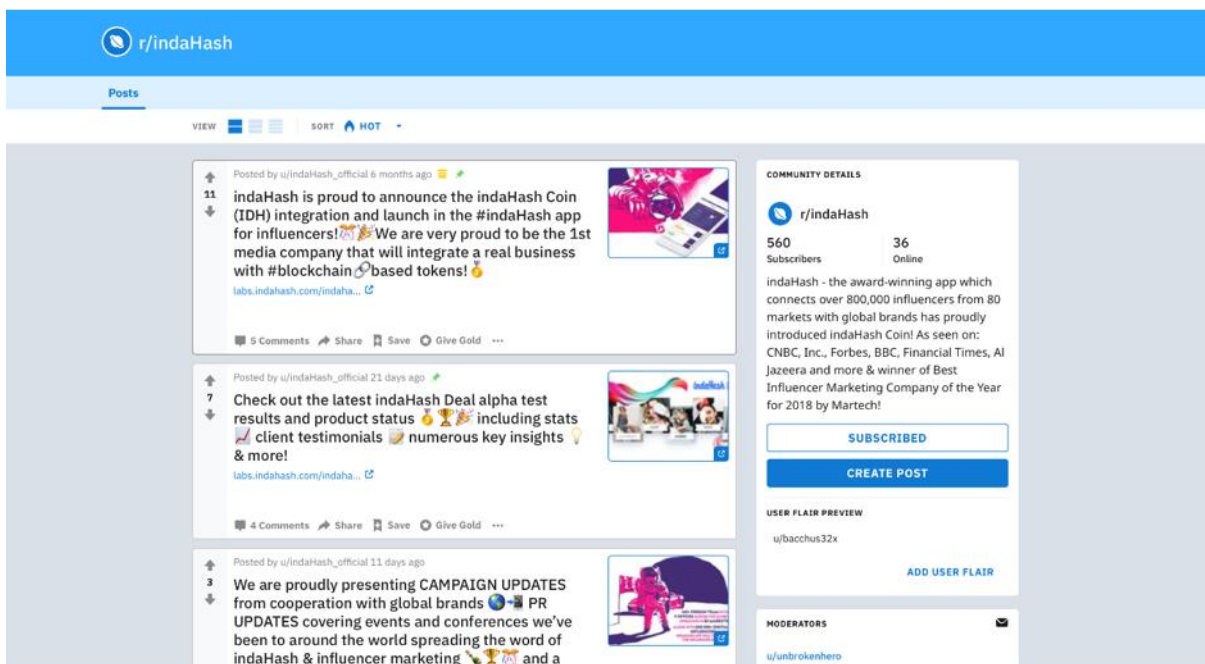 r/indaHash
Posts
VIEW SORT HOT
Posted by u/indaHash_official 6 months ago
11
indaHash is proud to announce the indaHash Coin
(IDH) integration and launch in the #indaHash app
for influencers!🎊🎉We are very proud to be the 1st
media company that will integrate a real business
with #blockchain🔗based tokens!🏅
labs.indahash.com/indaha...
5 Comments Share Save Give Gold ...
Posted by u/indaHash_official 21 days ago
7
Check out the latest indaHash Deal alpha test
results and product status 🏅🏆🎉 including stats
📈 client testimonials 📝 numerous key insights 💡
& more!
labs.indahash.com/indaha...
indaHash
4 Comments Share Save Give Gold ...
Posted by u/indaHash_official 11 days ago
3
We are proudly presenting CAMPAIGN UPDATES
from cooperation with global brands 🌎📲 PR
UPDATES covering events and conferences we've
been to around the world spreading the word of
indaHash & influencer marketing 🍾🏆🎊 and a
COMMUNITY DETAILS
r/indaHash
560 36
Subscribers Online
indaHash - the award-winning app which
connects over 800,000 influencers from 80
markets with global brands has proudly
introduced indaHash Coin! As seen on:
CNBC, Inc., Forbes, BBC, Financial Times, Al
Jazeera and more & winner of Best
Influencer Marketing Company of the Year
for 2018 by Martech!
SUBSCRIBED
CREATE POST
USER FLAIR PREVIEW
u/bacchus32x
ADD USER FLAIR
MODERATORS
u/unbrokenhero